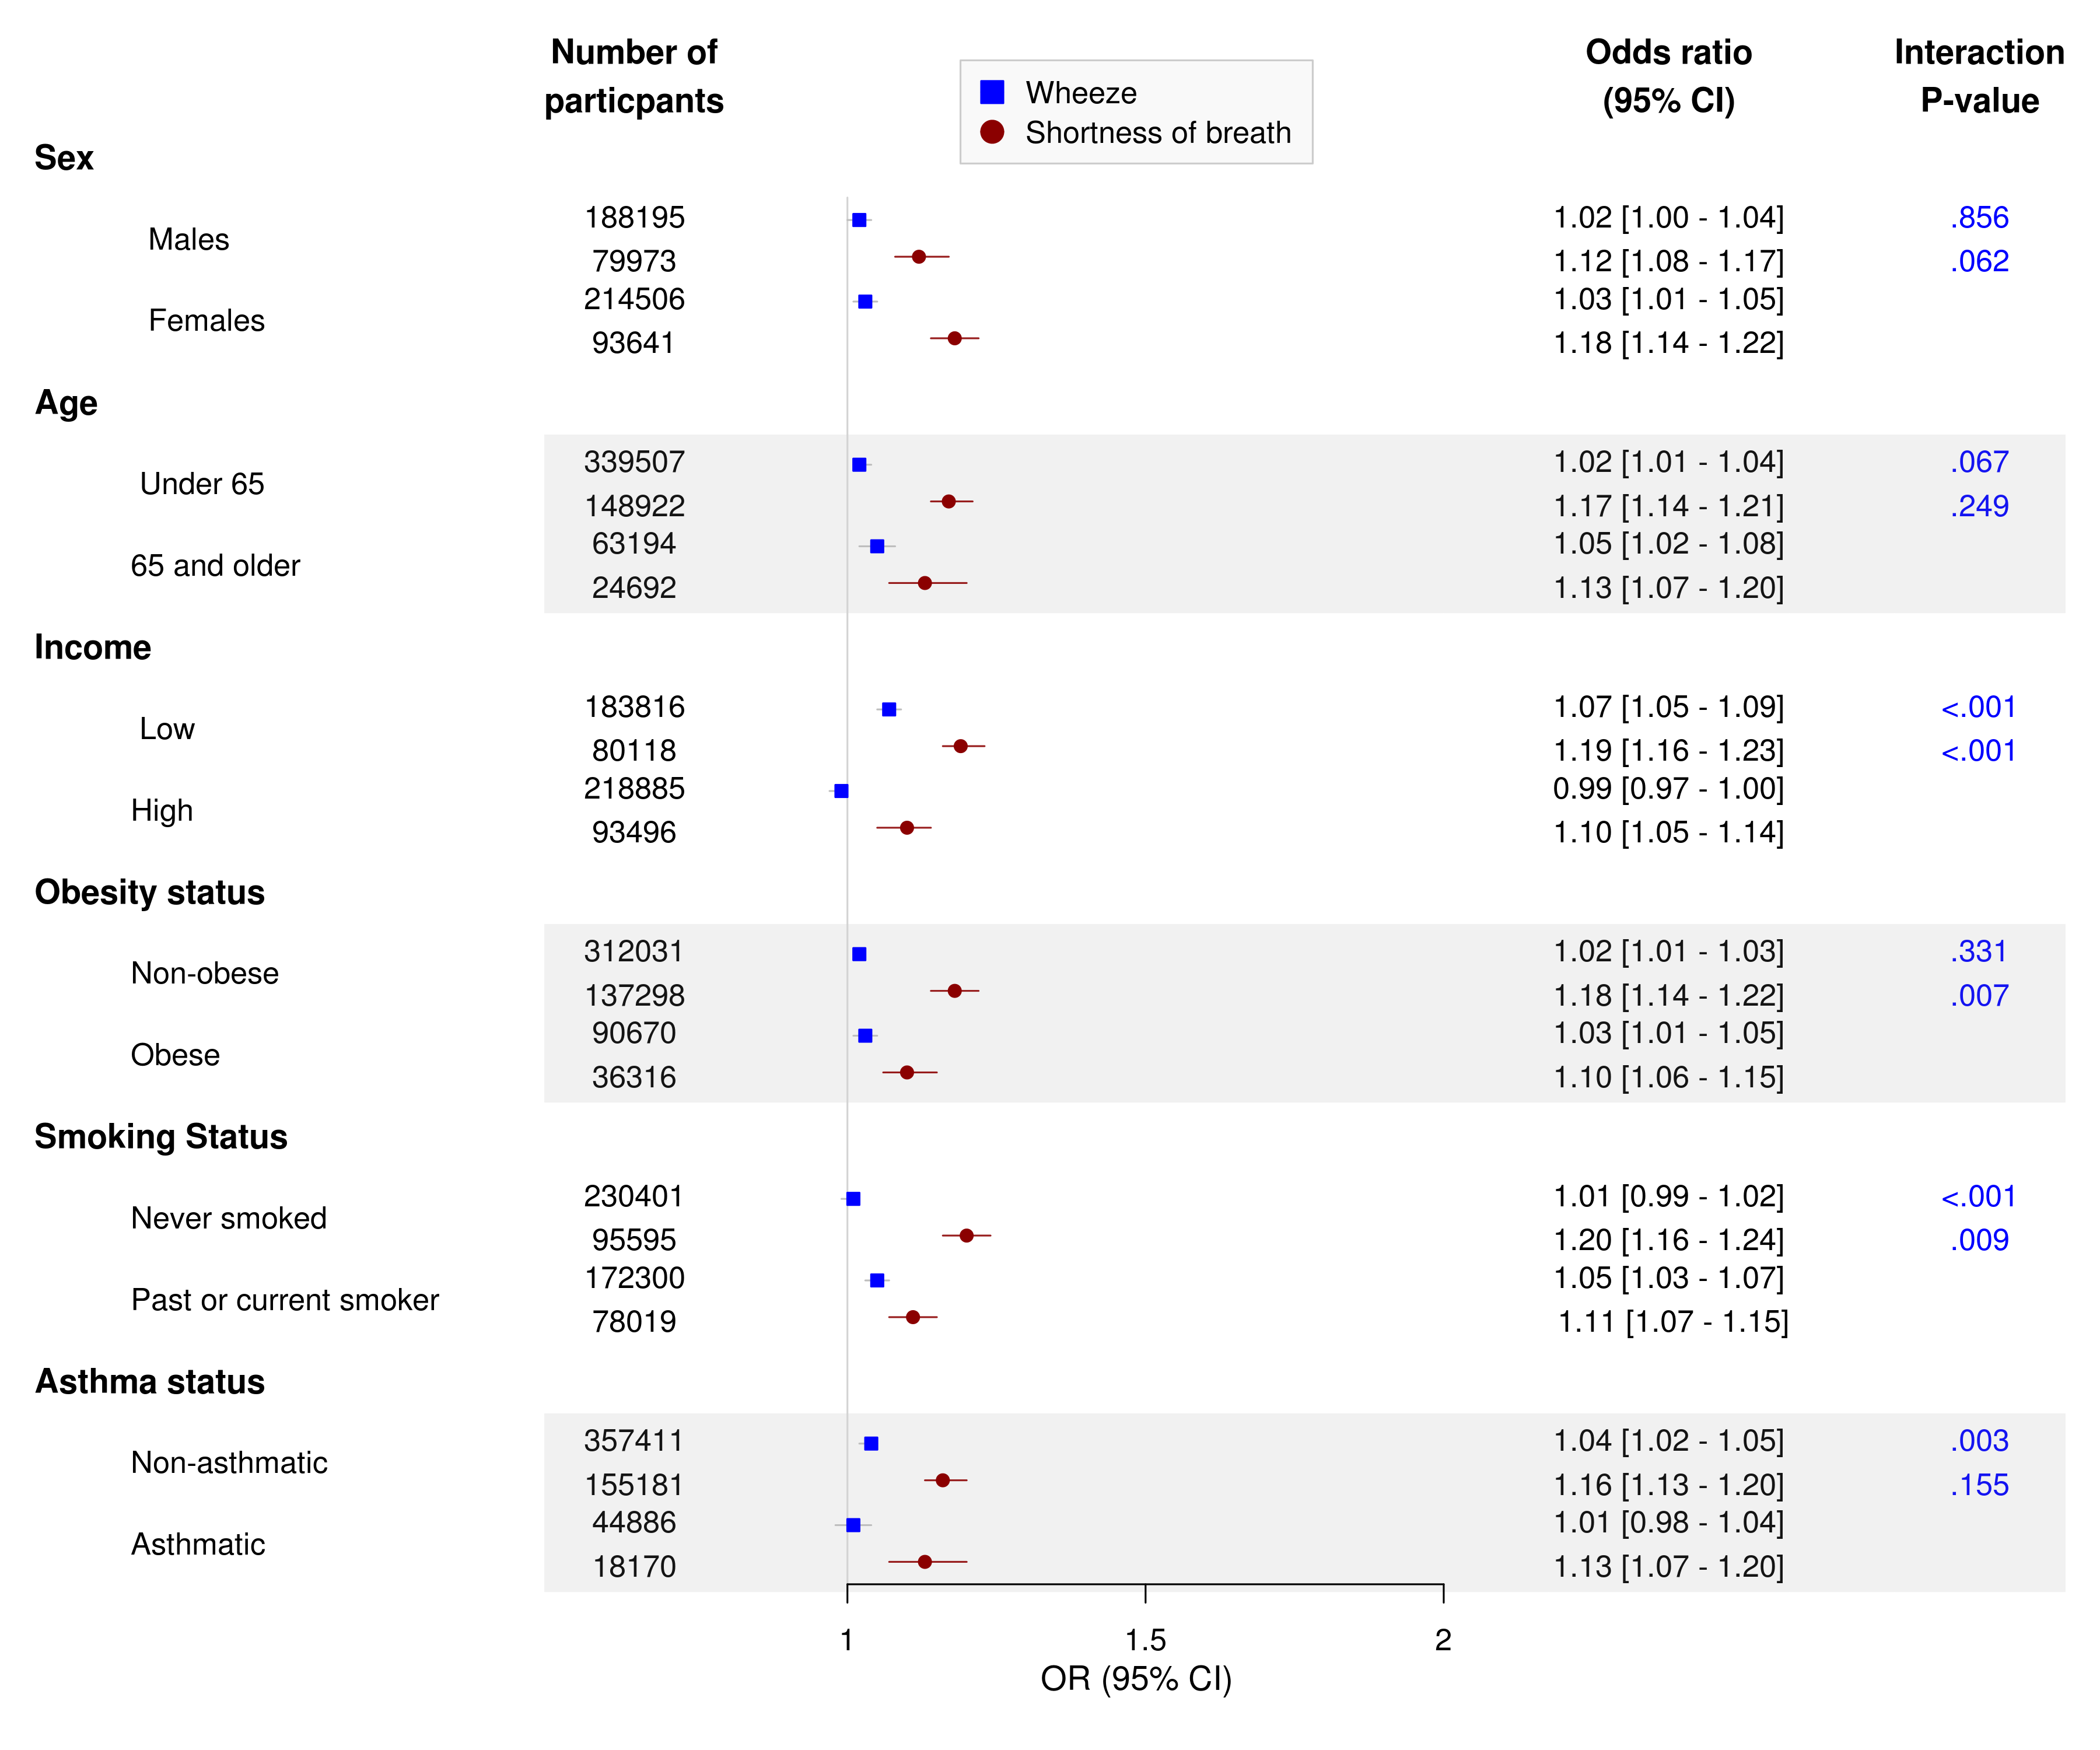 Number of particpants
Wheeze
Shortness of breath
Odds ratio (95% CI)
Interaction P-value
Sex
Males
188195 1.02 [1.00 - 1.04] .856
79973 1.12 [1.08 - 1.17] .062
Females
214506 1.03 [1.01 - 1.05]
93641 1.18 [1.14 - 1.22]
Age
Under 65
339507 1.02 [1.01 - 1.04] .067
148922 1.17 [1.14 - 1.21] .249
65 and older
63194 1.05 [1.02 - 1.08]
24692 1.13 [1.07 - 1.20]
Income
Low
183816 1.07 [1.05 - 1.09] <.001
80118 1.19 [1.16 - 1.23] <.001
High
218885 0.99 [0.97 - 1.00]
93496 1.10 [1.05 - 1.14]
Obesity status
Non-obese
312031 1.02 [1.01 - 1.03] .331
137298 1.18 [1.14 - 1.22] .007
Obese
90670 1.03 [1.01 - 1.05]
36316 1.10 [1.06 - 1.15]
Smoking Status
Never smoked
230401 1.01 [0.99 - 1.02] <.001
95595 1.20 [1.16 - 1.24] .009
Past or current smoker
172300 1.05 [1.03 - 1.07]
78019 1.11 [1.07 - 1.15]
Asthma status
Non-asthmatic
357411 1.04 [1.02 - 1.05] .003
155181 1.16 [1.13 - 1.20] .155
Asthmatic
44886 1.01 [0.98 - 1.04]
18170 1.13 [1.07 - 1.20]
1 1.5 2
OR (95% CI)